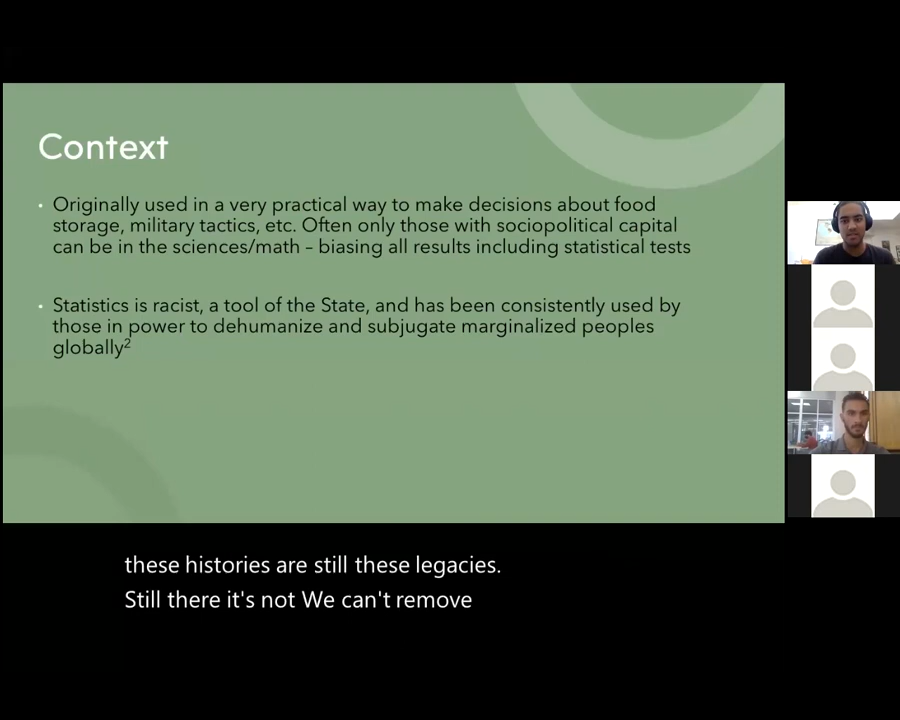 Context
• Originally used in a very practical way to make decisions about food
storage, military tactics, etc. Often only those with sociopolitical capital
can be in the sciences/math – biasing all results including statistical tests
• Statistics is racist, a tool of the State, and has been consistently used by
those in power to dehumanize and subjugate marginalized peoples
globally²
these histories are still these legacies.
Still there it's not We can't remove